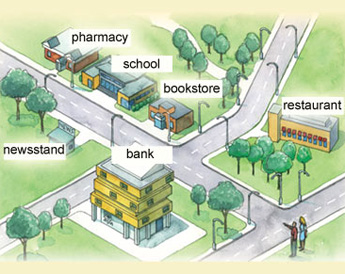 pharmacy
school
bookstore
restaurant
newsstand
bank